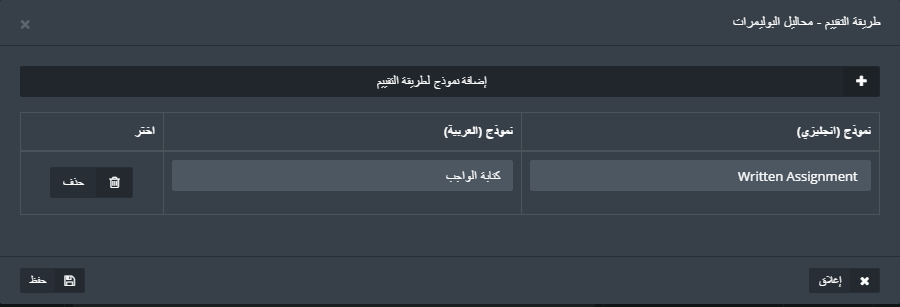 طريقة التقييم - محاليل البوليمرات
إضافة نموذج لطريقة التقييم
نموذج (انجليزي)
نموذج (العربية)
اختر
Written Assignment
كتابة الواجب
حذف
إغلاق
حفظ